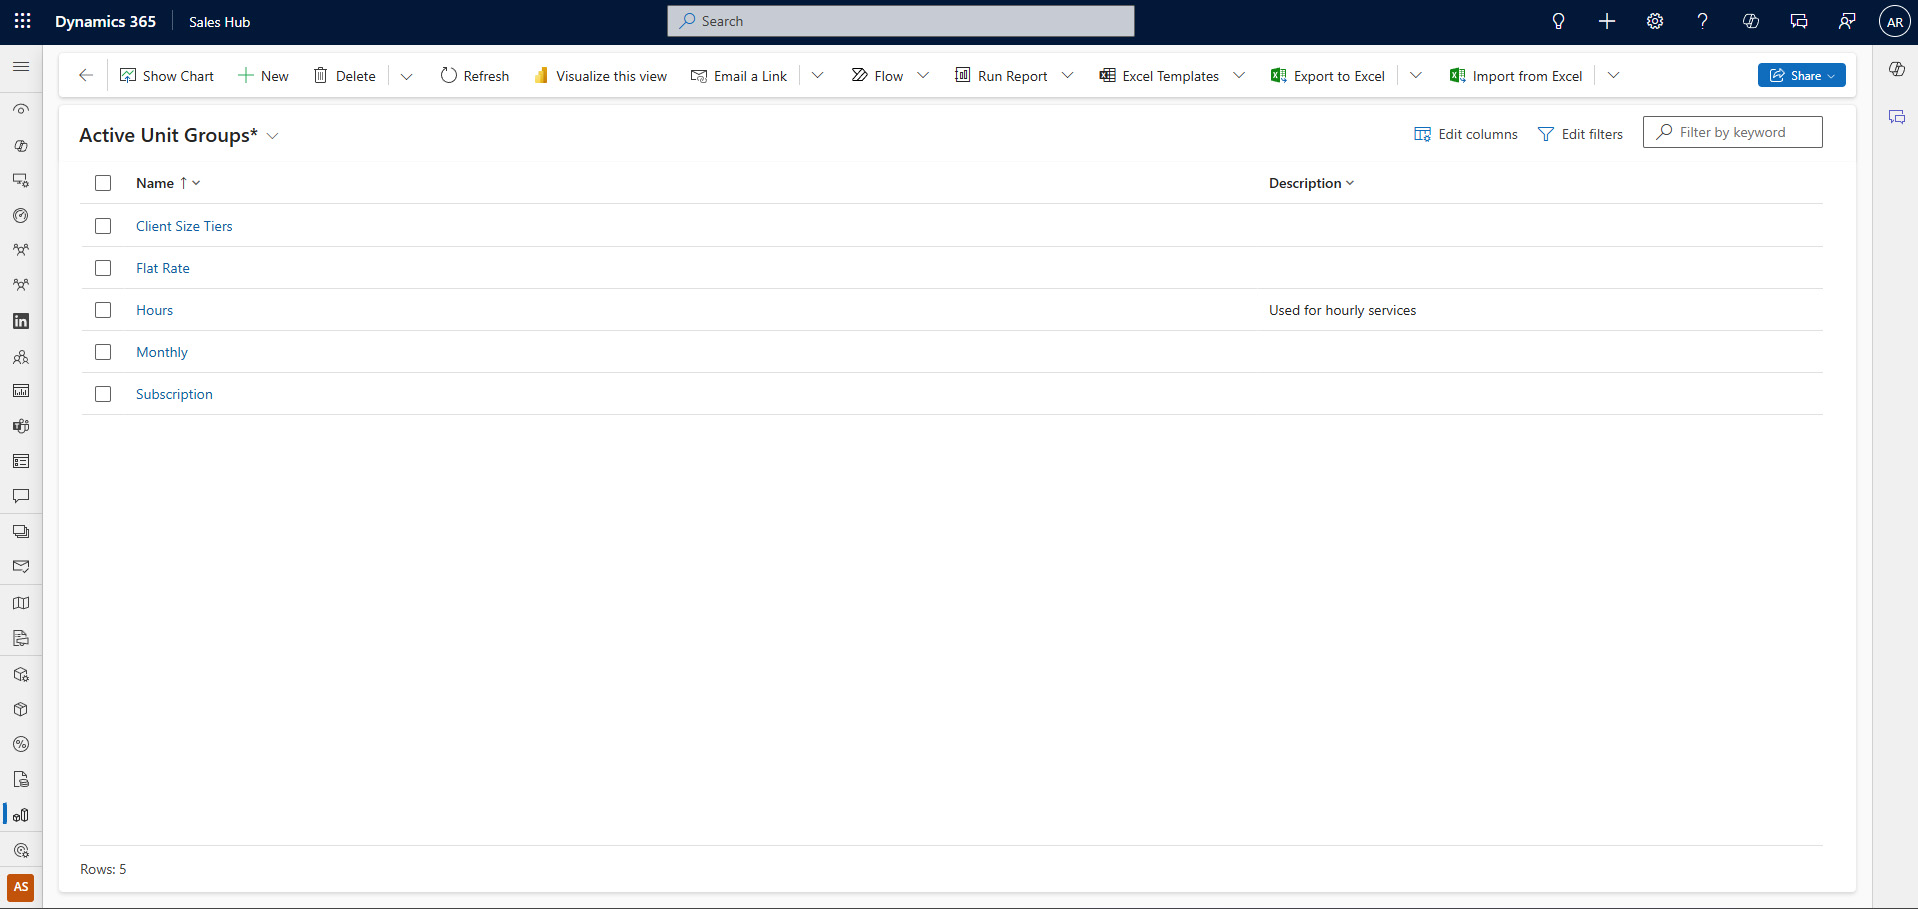 Dynamics 365
Sales Hub
Search
AR
Show Chart
New
Delete
Refresh
Visualize this view
Email a Link
Flow
Run Report
Excel Templates
Export to Excel
Import from Excel
Share
Active Unit Groups*
Edit columns
Edit filters
Filter by keyword
Name
Description
Client Size Tiers
Flat Rate
Hours
Used for hourly services
Monthly
Subscription
Rows: 5
AS